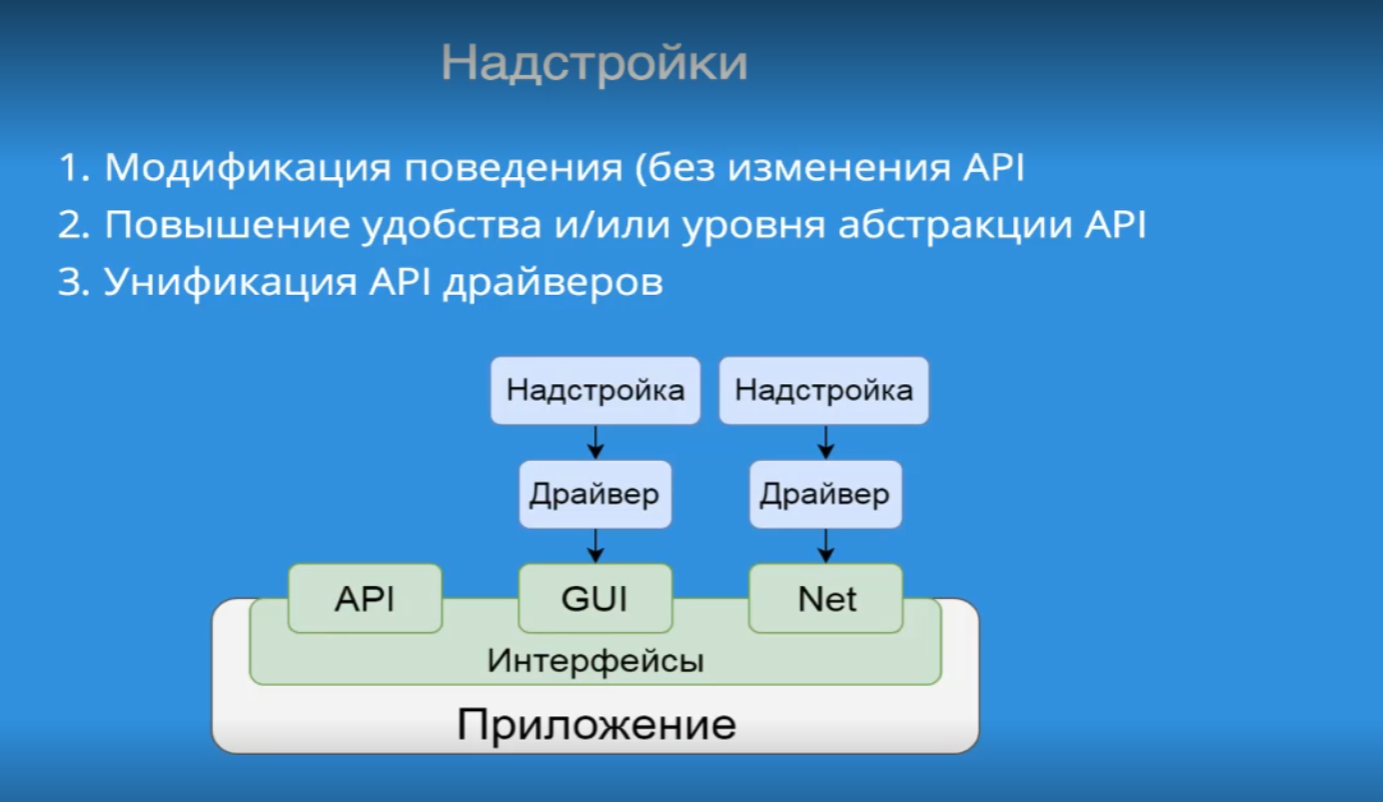 Надстройки
1. Модификация поведения (без изменения API
2. Повышение удобства и/или уровня абстракции API
3. Унификация API драйверов
Надстройка Надстройка
Драйвер Драйвер
API GUI Net
Интерфейсы
Приложение